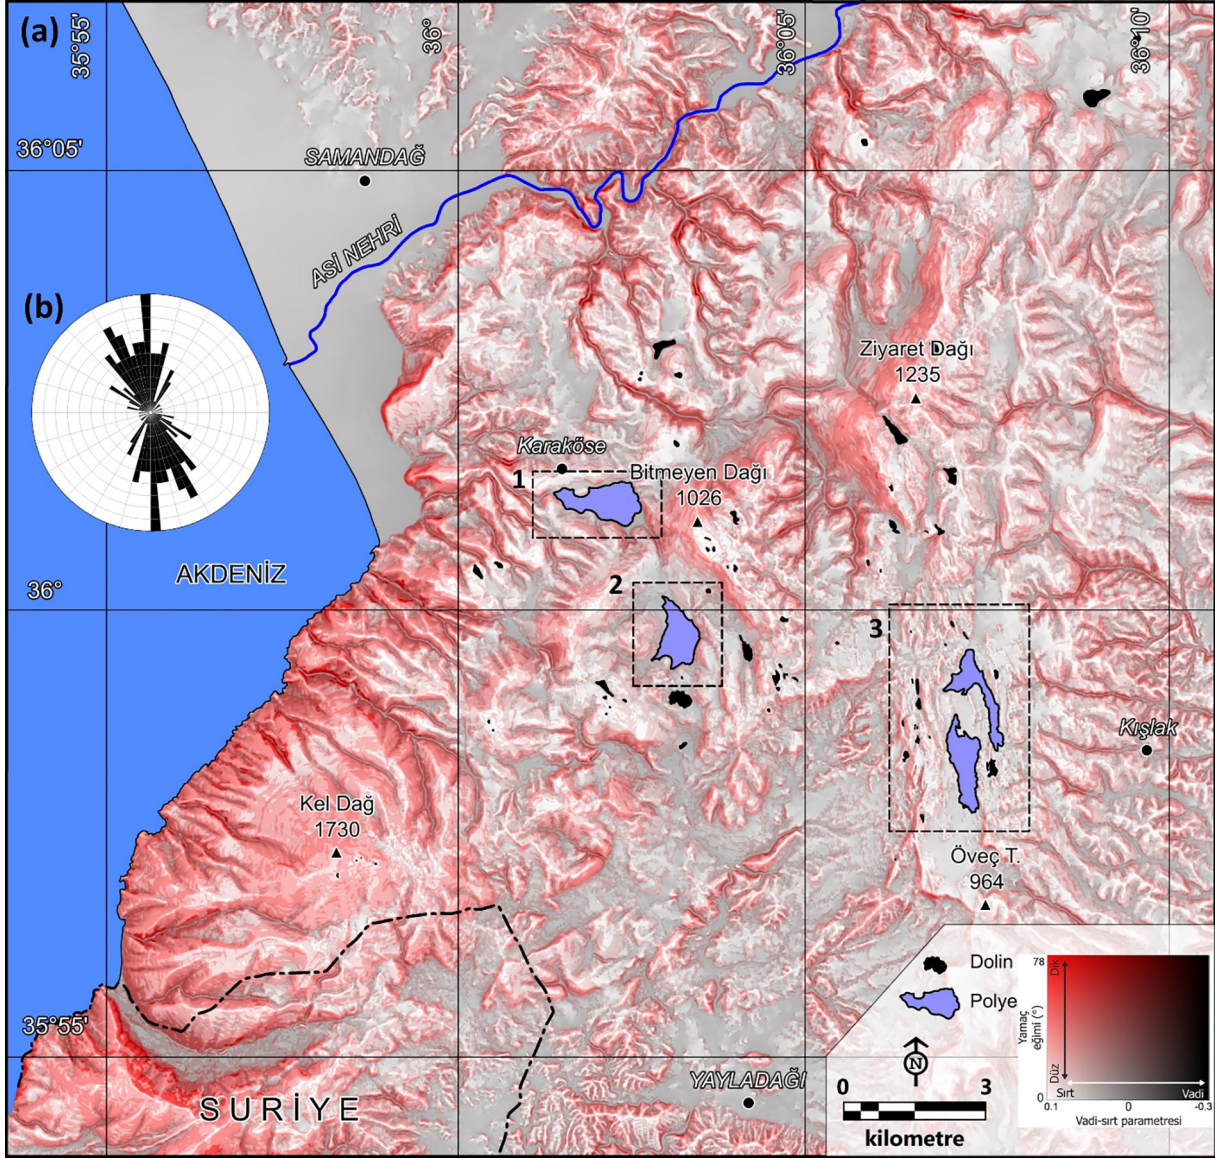 (a)
35°55'
36°
36°05'
36°10'
36°05'
SAMANDAĞ
ASİ NEHRİ
(b)
Ziyaret Dağı
1235
Karaköse
1
Bitmeyen Dağı
1026
AKDENİZ
36°
2
3
Kışlak
Kel Dağ
1730
Öveç T.
964
35°55'
SURİYE
YAYLADAĞI
Dolin
Polye
N
0 3
kilometre
78
Dik
Yamaç
eğimi (°)
Düz
0
Sırt Vadi
0.1 0 -0.3
Vadi-sırt parametresi